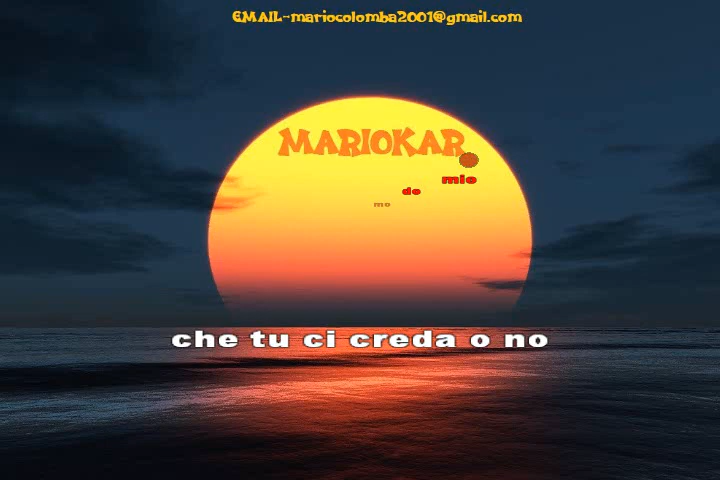 EMAIL-mariocolomba2001@gmail.com
MARIOKAR
mio
do
mo
che tu ci creda o no